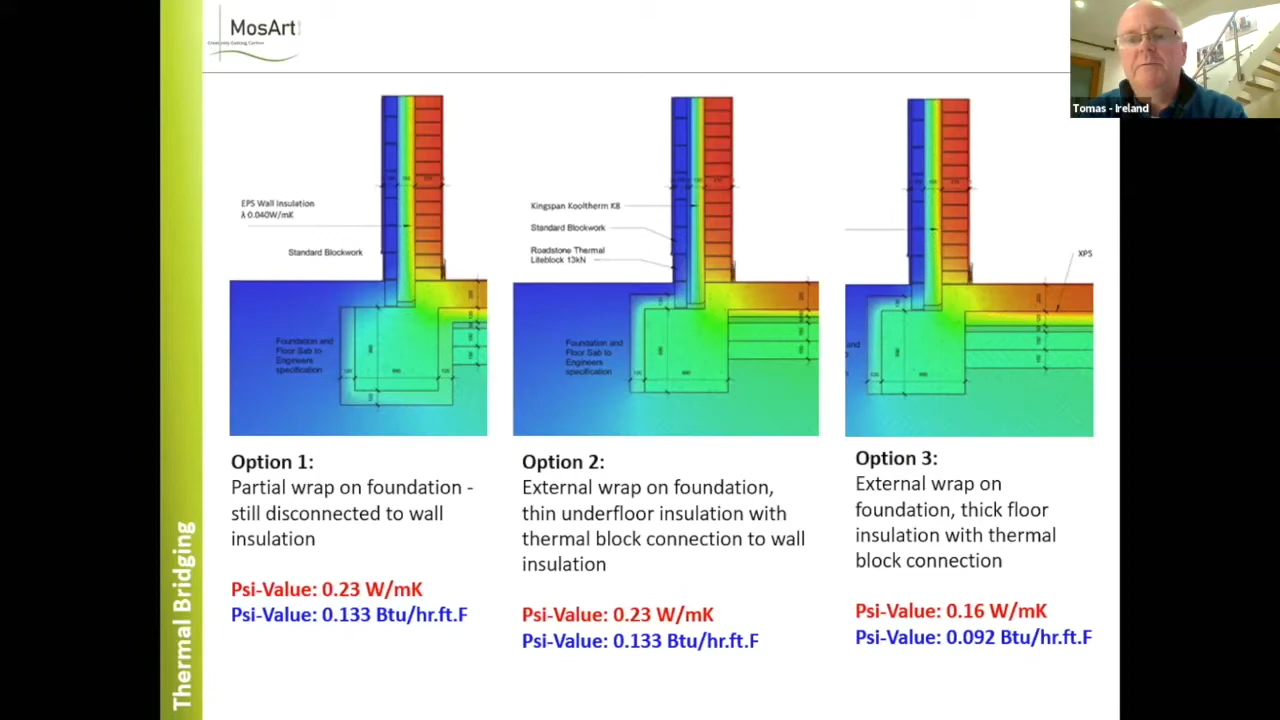 MosArt
Tomas - Ireland
EPS Wall insulation
λ 0.040W/mK
Standard Blockwork
Foundation and
Floor Sab to
Engineers
specification
Kingspan Kooltherm K8
Standard Blockwork
Roadstone Thermal
Liteblock 13kN
Foundation and
Floor Sab to
Engineers
specification
XPS
and
Option 1:
Partial wrap on foundation -
still disconnected to wall
insulation
Psi-Value: 0.23 W/mK
Psi-Value: 0.133 Btu/hr.ft.F
Option 2:
External wrap on foundation,
thin underfloor insulation with
thermal block connection to wall
insulation
Psi-Value: 0.23 W/mK
Psi-Value: 0.133 Btu/hr.ft.F
Option 3:
External wrap on
foundation, thick floor
insulation with thermal
block connection
Psi-Value: 0.16 W/mK
Psi-Value: 0.092 Btu/hr.ft.F
Thermal Bridging